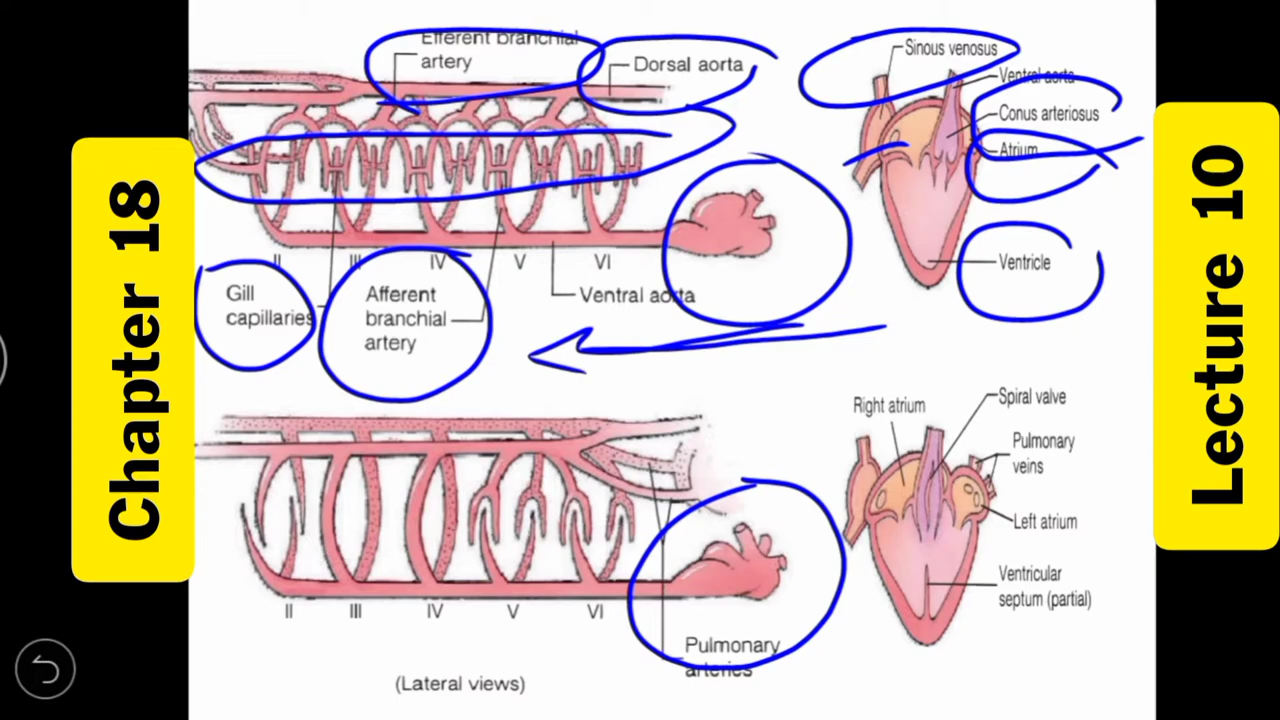 Chapter 18
Efferent branchial
artery
Dorsal aorta
Sinous venosus
Ventral aorta
Conus arteriosus
Atrium
Ventricle
II III IV V VI
Gill
capillaries
Afferent
branchial
artery
Ventral aorta
Right atrium
Spiral valve
Pulmonary
veins
Left atrium
Ventricular
septum (partial)
II III IV V VI
Pulmonary
arteries
(Lateral views)
Lecture 10